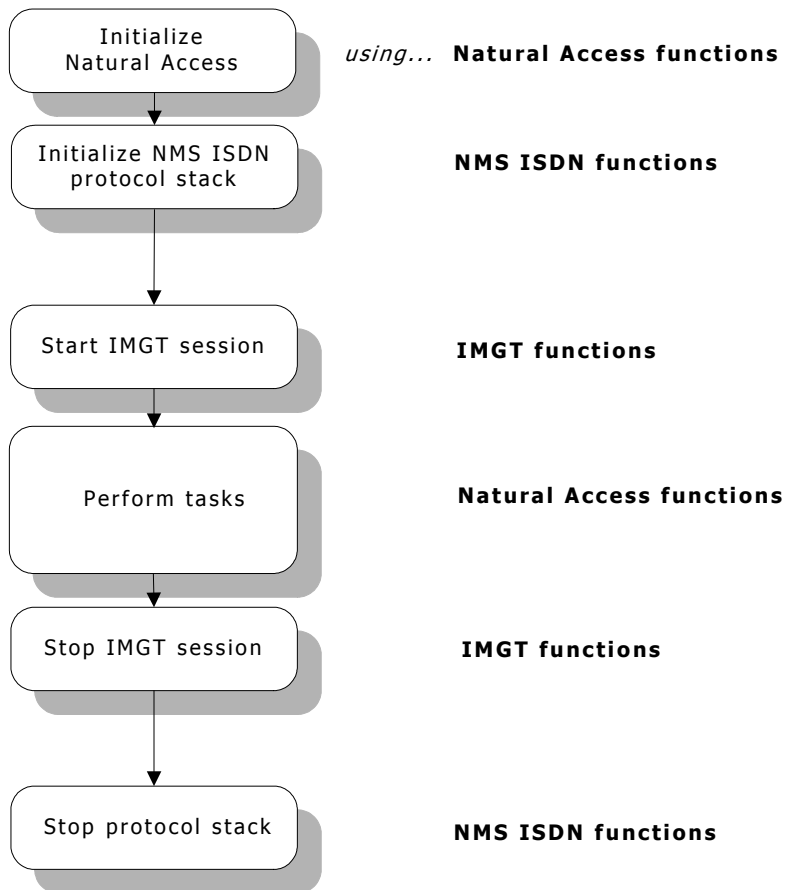 Initialize
Natural Access
using... Natural Access functions
Initialize NMS ISDN
protocol stack
NMS ISDN functions
Start IMGT session
IMGT functions
Perform tasks
Natural Access functions
Stop IMGT session
IMGT functions
Stop protocol stack
NMS ISDN functions